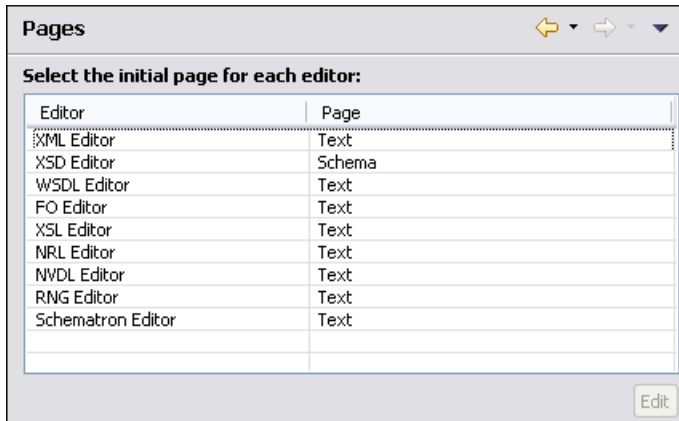 Pages
Select the initial page for each editor:
Editor Page
XML Editor Text
XSD Editor Schema
WSDL Editor Text
FO Editor Text
XSL Editor Text
NRL Editor Text
NVDL Editor Text
RNG Editor Text
Schematron Editor Text
Edit